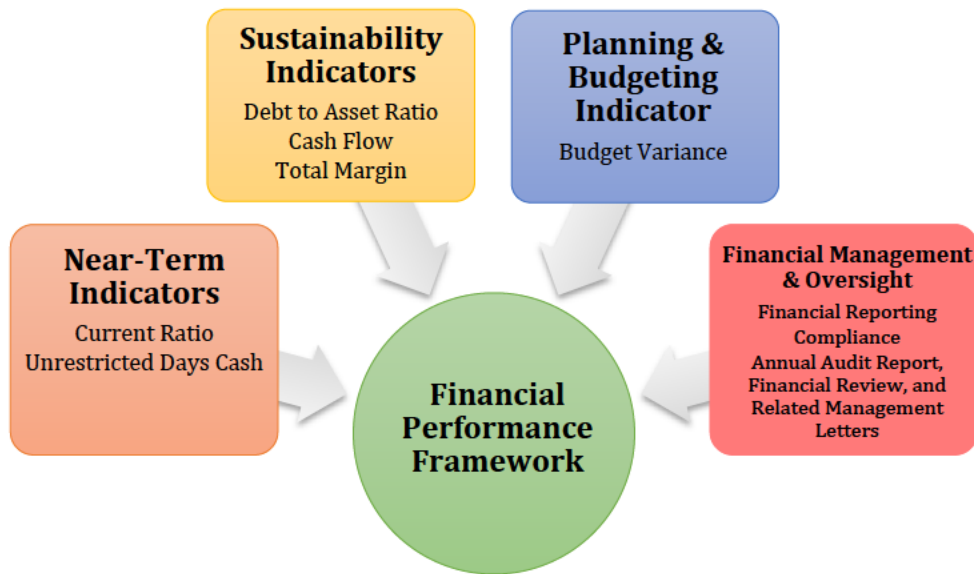 Sustainability
Indicators
Debt to Asset Ratio
Cash Flow
Total Margin
Planning &
Budgeting
Indicator
Budget Variance
Near-Term
Indicators
Current Ratio
Unrestricted Days Cash
Financial Management
& Oversight
Financial Reporting
Compliance
Annual Audit Report,
Financial Review, and
Related Management
Letters
Financial
Performance
Framework